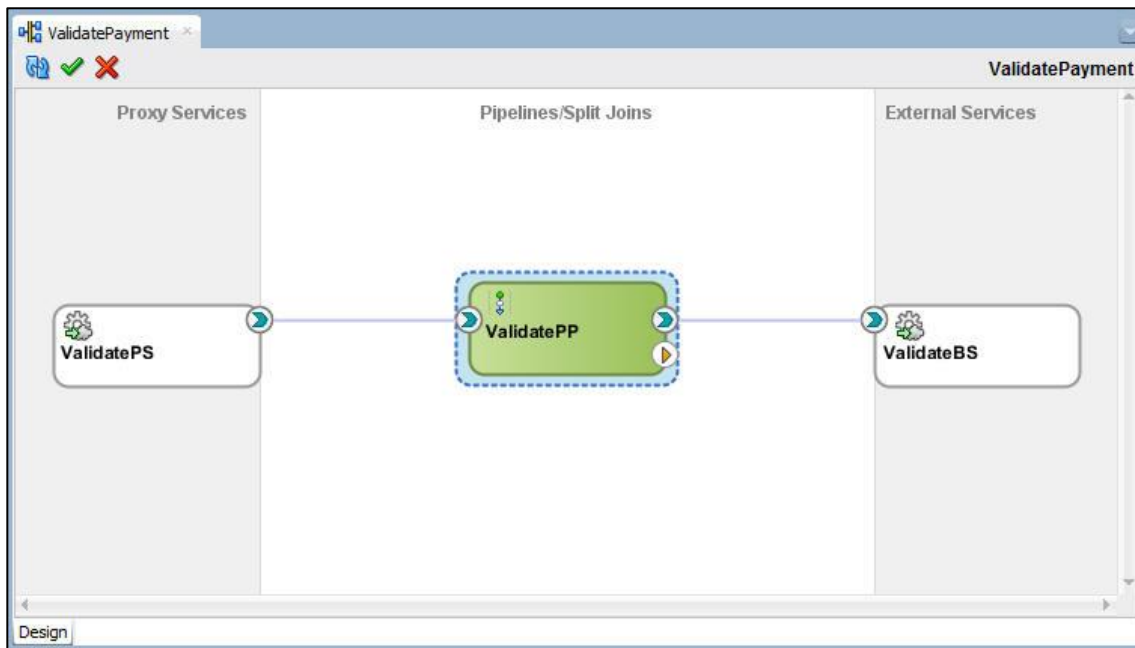 ValidatePayment
ValidatePayment
Proxy Services
Pipelines/Split Joins
External Services
ValidatePS
ValidatePP
ValidateBS
Design